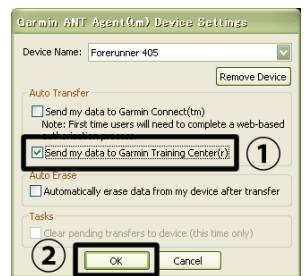 Garmin ANT Agent(tm) Device Settings
Device Name: Forerunner 405
Remove Device
Auto Transfer
Send my data to Garmin Connect(tm)
Note: First time users will need to complete a web-based
Send my data to Garmin Training Center(r)
①
Auto Erase
Automatically erase data from my device after transfer
Tasks
Clear pending transfers to device (this time only)
②
OK
Cancel